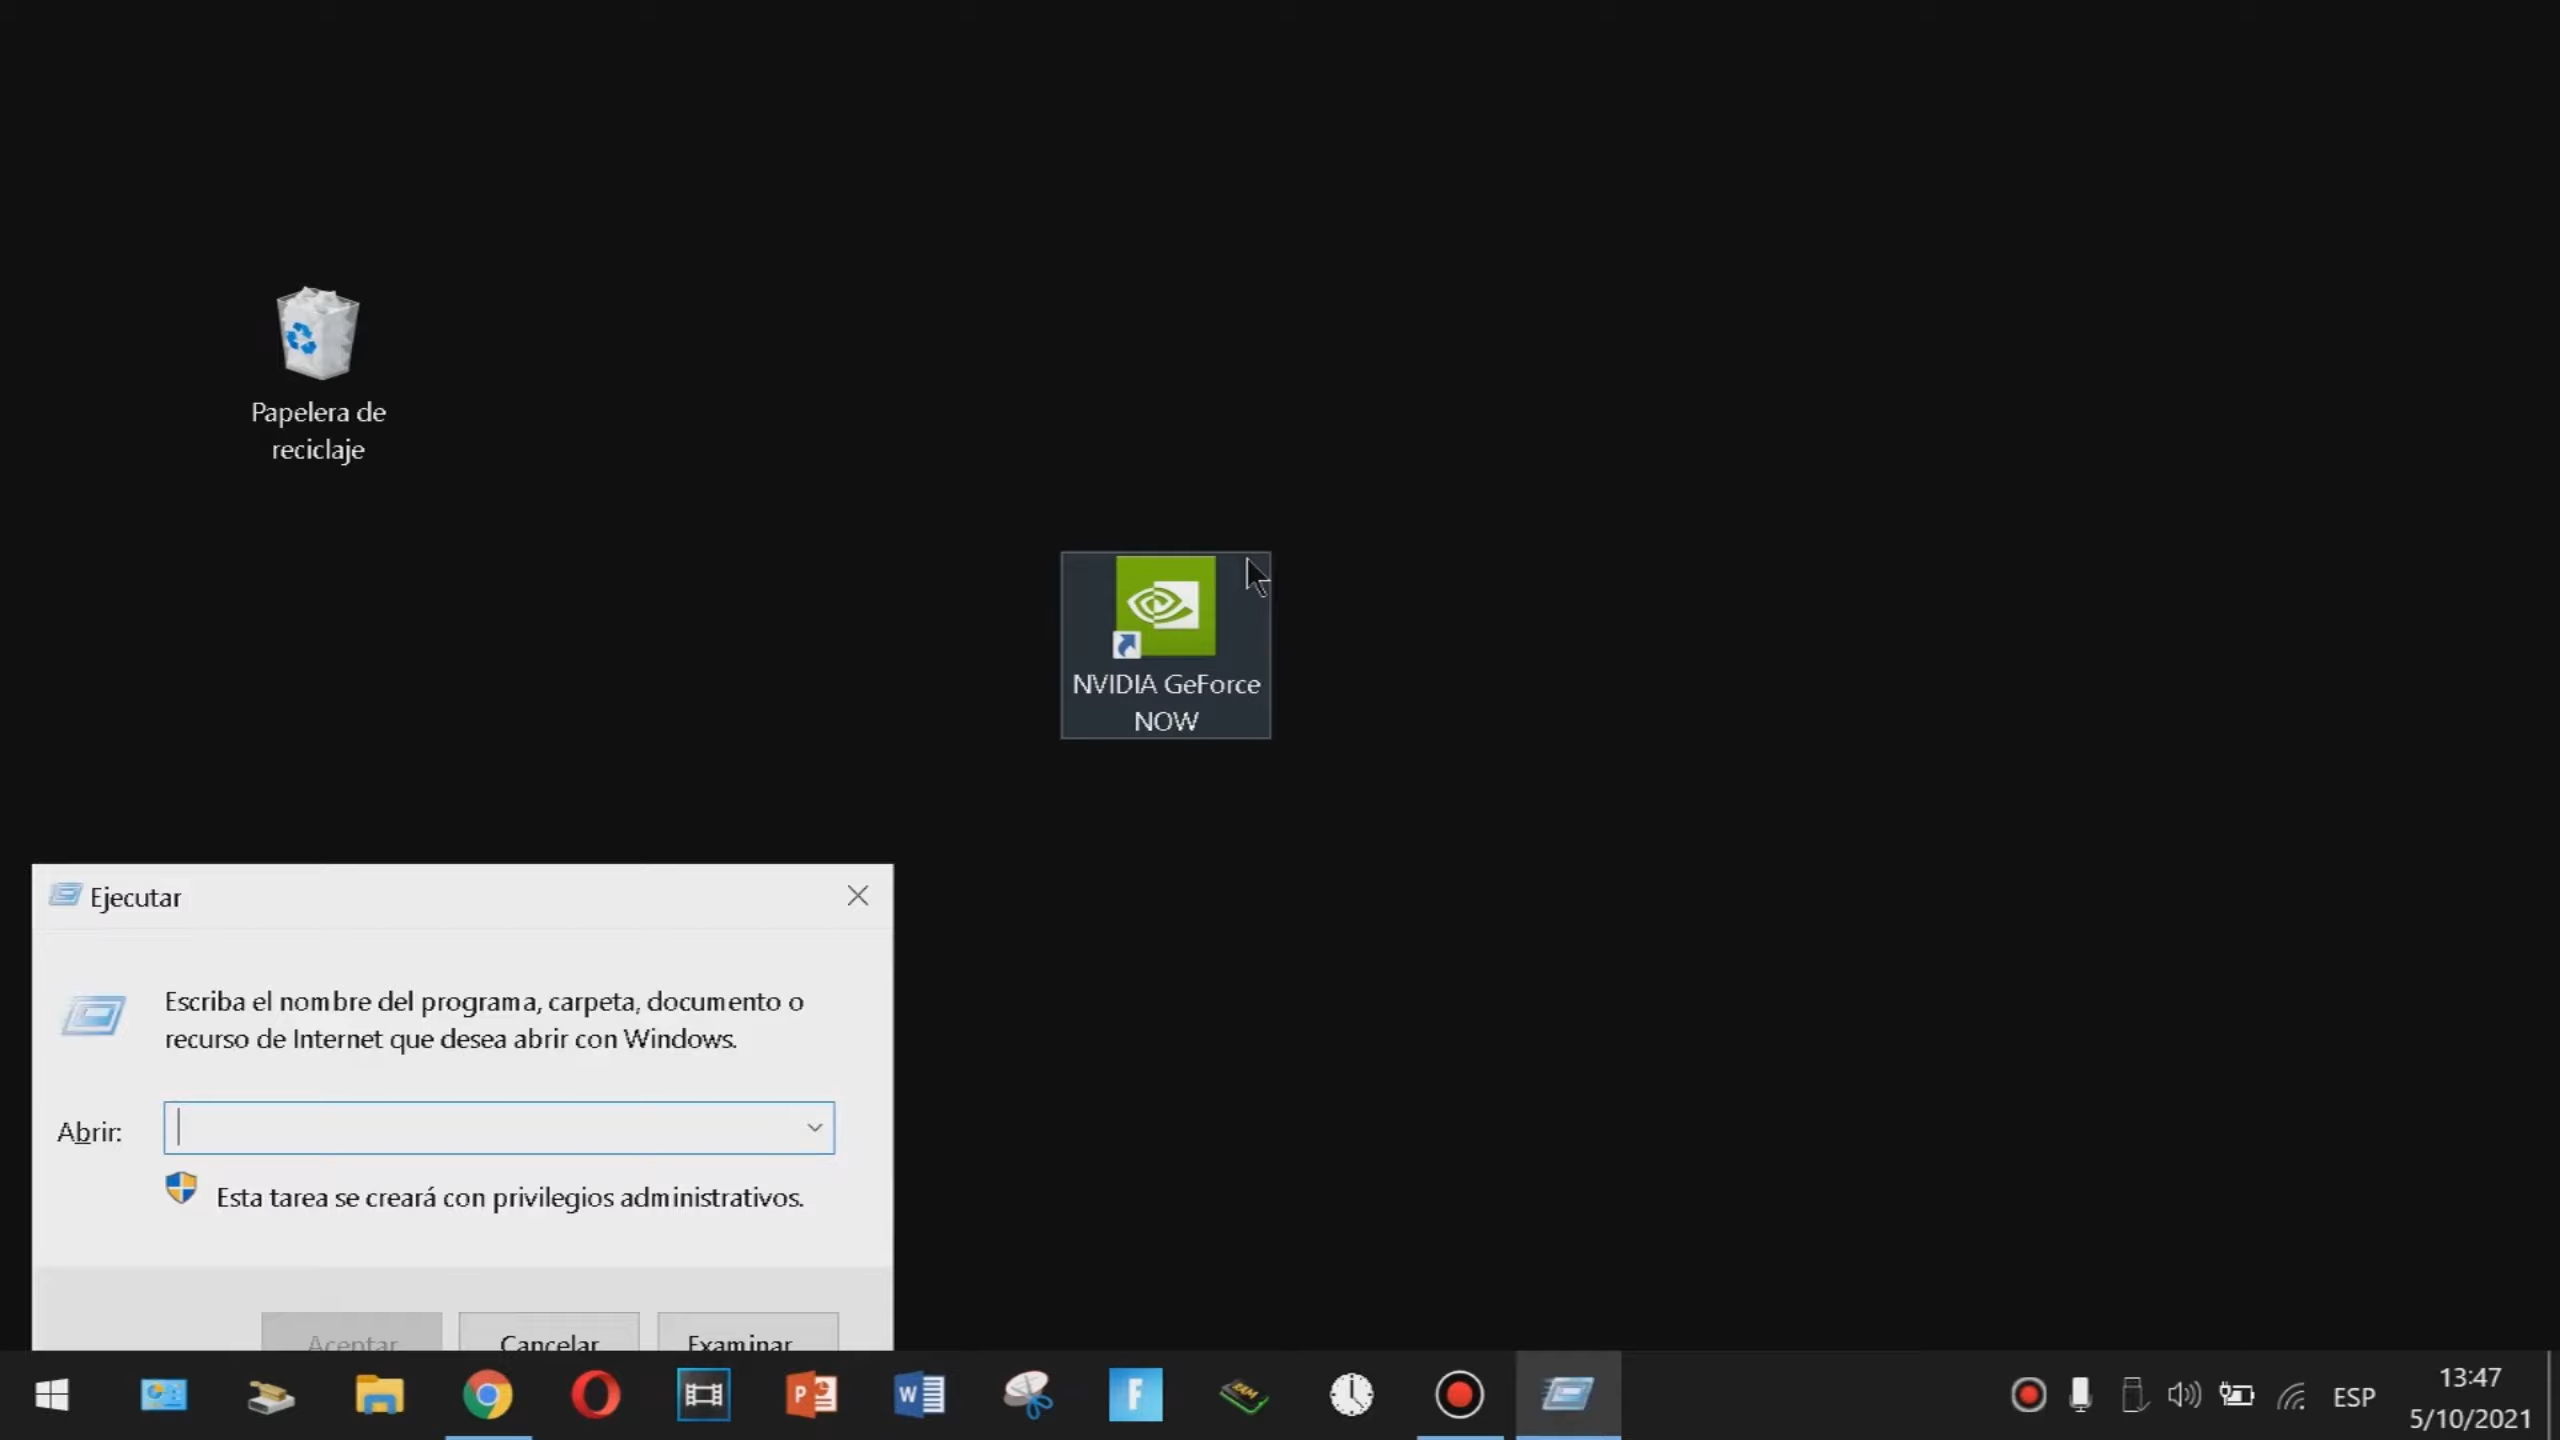 Papelera de
reciclaje
NVIDIA GeForce
NOW
Ejecutar
Escriba el nombre del programa, carpeta, documento o
recurso de Internet que desea abrir con Windows.
Abrir:
Esta tarea se creará con privilegios administrativos.
Aceptar
Cancelar
Examinar
P
W
F
RAM
ESP
13:47
5/10/2021